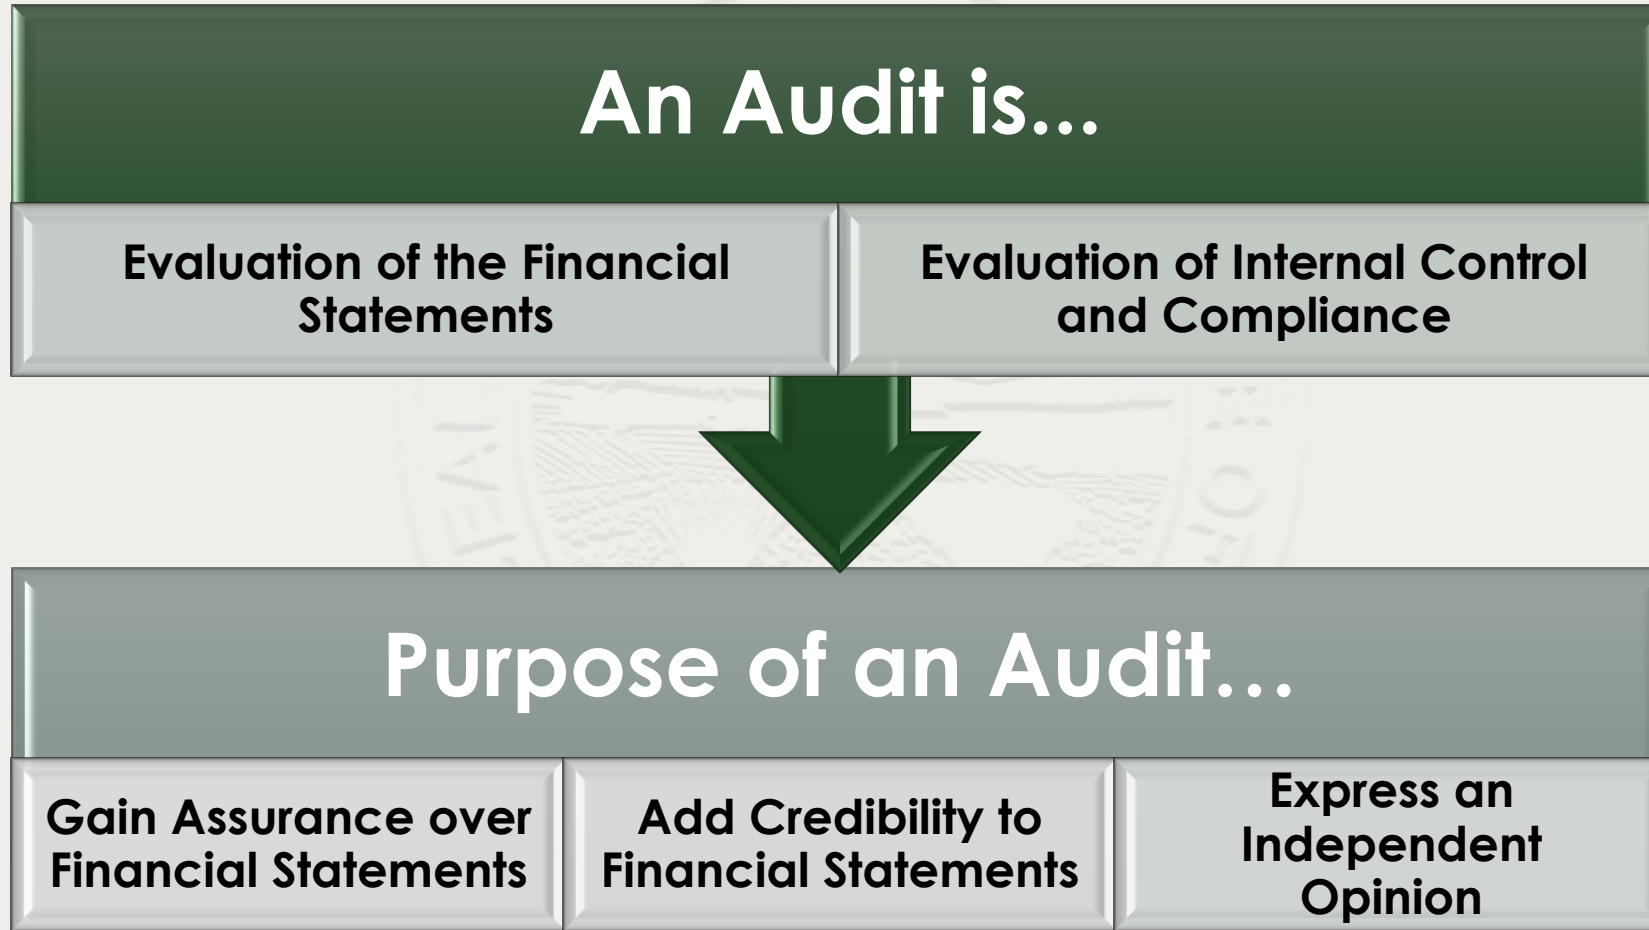 An Audit is...
Evaluation of the Financial
Statements
Evaluation of Internal Control
and Compliance
Purpose of an Audit...
Gain Assurance over
Financial Statements
Add Credibility to
Financial Statements
Express an
Independent
Opinion